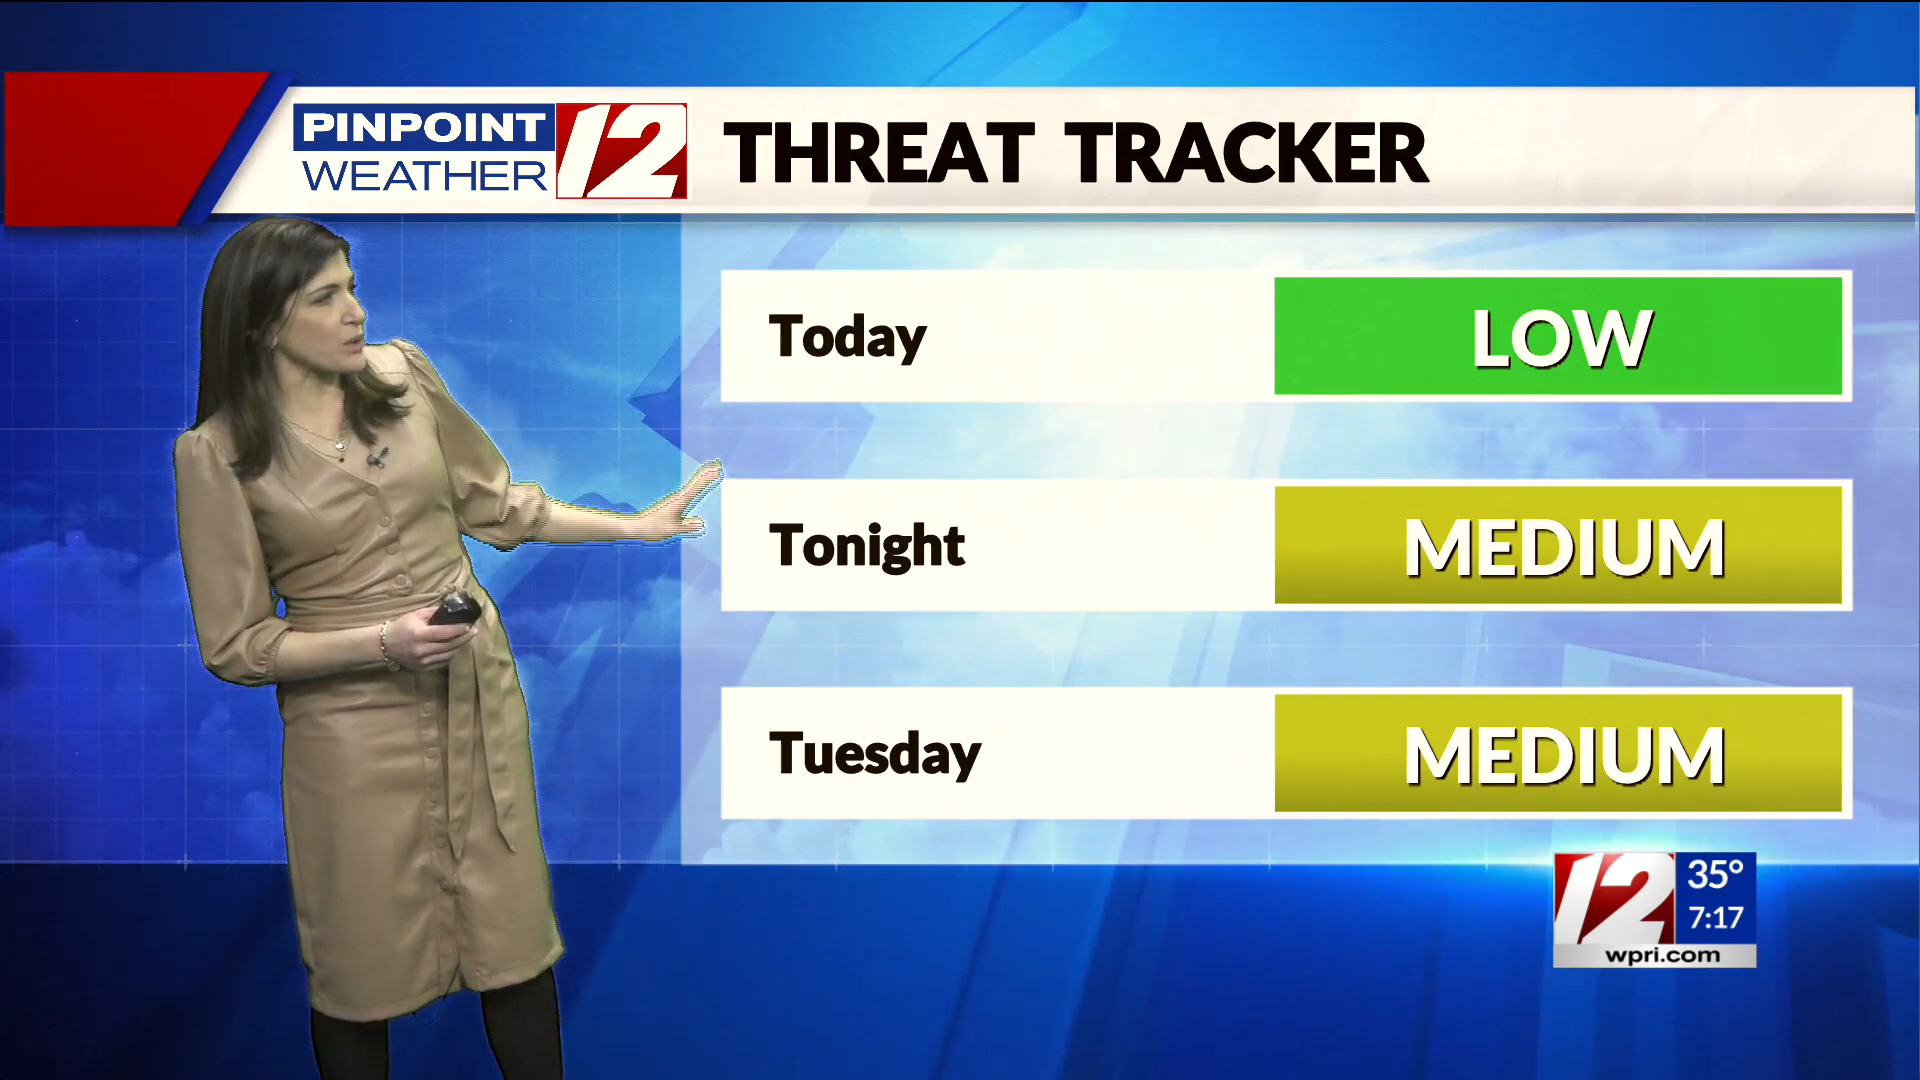 PINPOINT
WEATHER 12
THREAT TRACKER
Today LOW
Tonight MEDIUM
Tuesday MEDIUM
12 35°
7:17
wpri.com